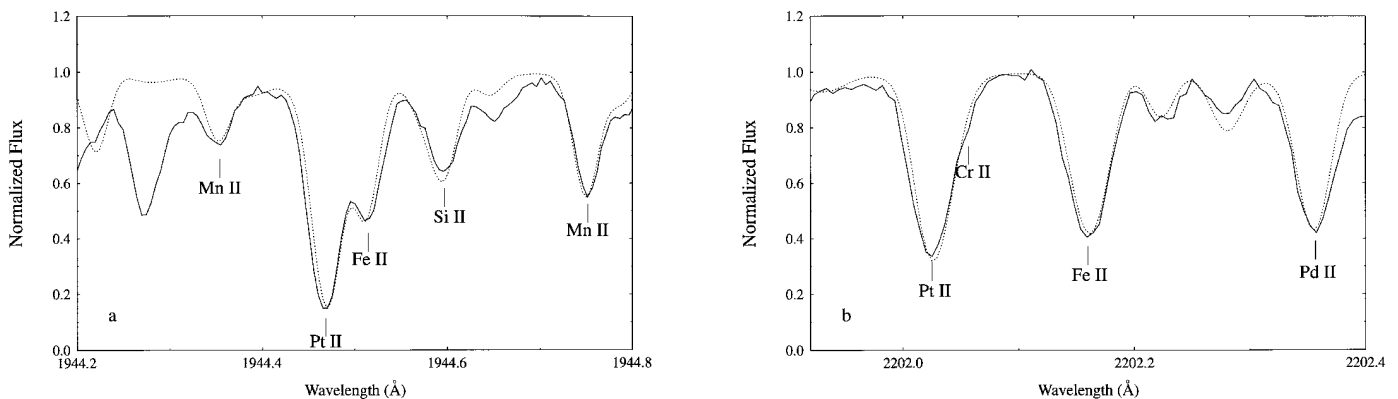 1.2
1.0
0.8
0.6
0.4
0.2
0.0
Normalized Flux
Mn II
Pt II
Fe II
Si II
Mn II
a
1944.2
1944.4
1944.6
1944.8
Wavelength (Å)
1.2
1.0
0.8
0.6
0.4
0.2
0.0
Normalized Flux
Pt II
Cr II
Fe II
Pd II
b
2202.0
2202.2
2202.4
Wavelength (Å)